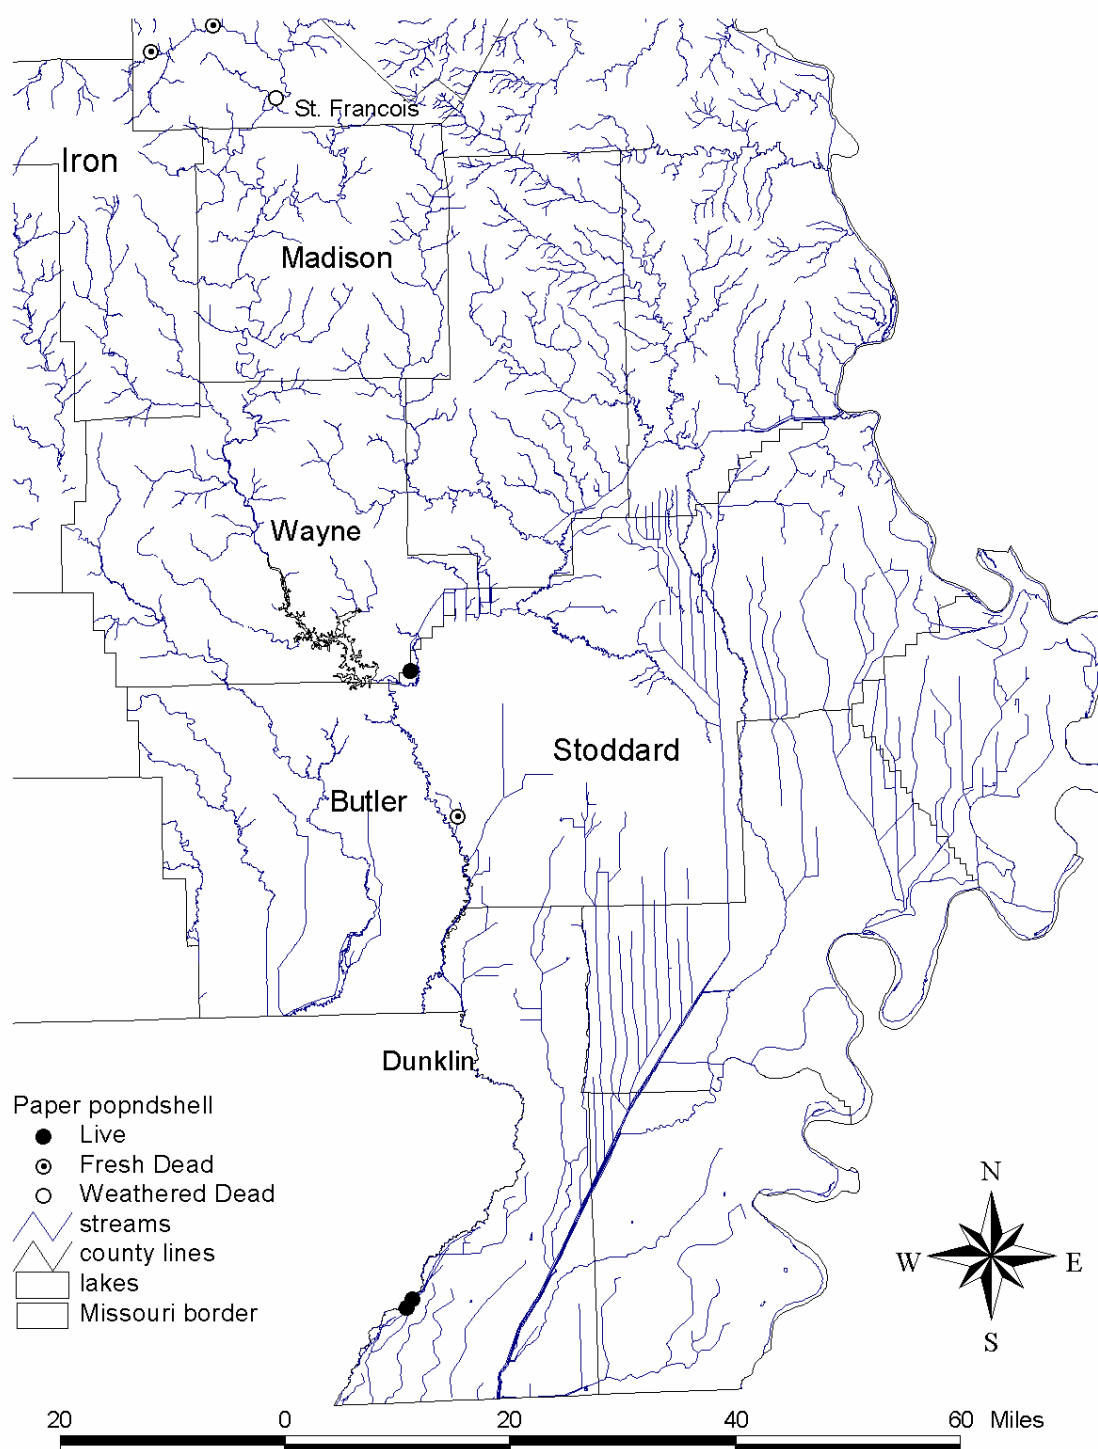 St. Francois
Iron
Madison
Wayne
Stoddard
Butler
Dunklin
Paper popndshell
Live
Fresh Dead
Weathered Dead
streams
county lines
lakes
Missouri border
N
W
E
S
20
0
20
40
60 Miles